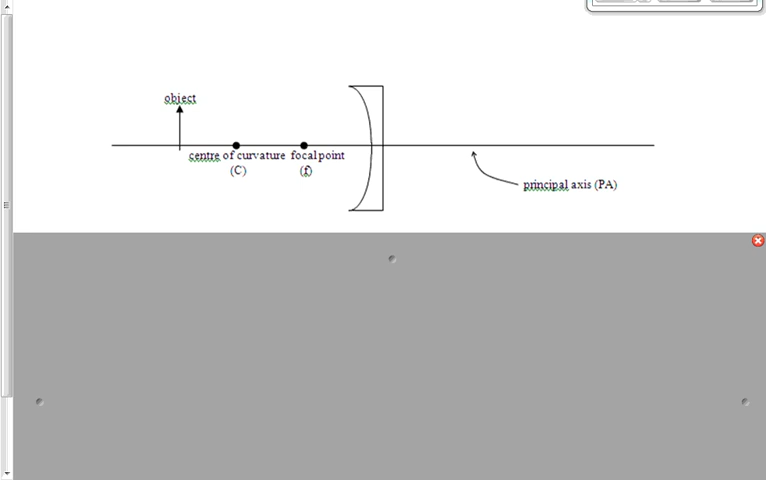 object
centre of curvature focal point
(C) (f)
principal axis (PA)